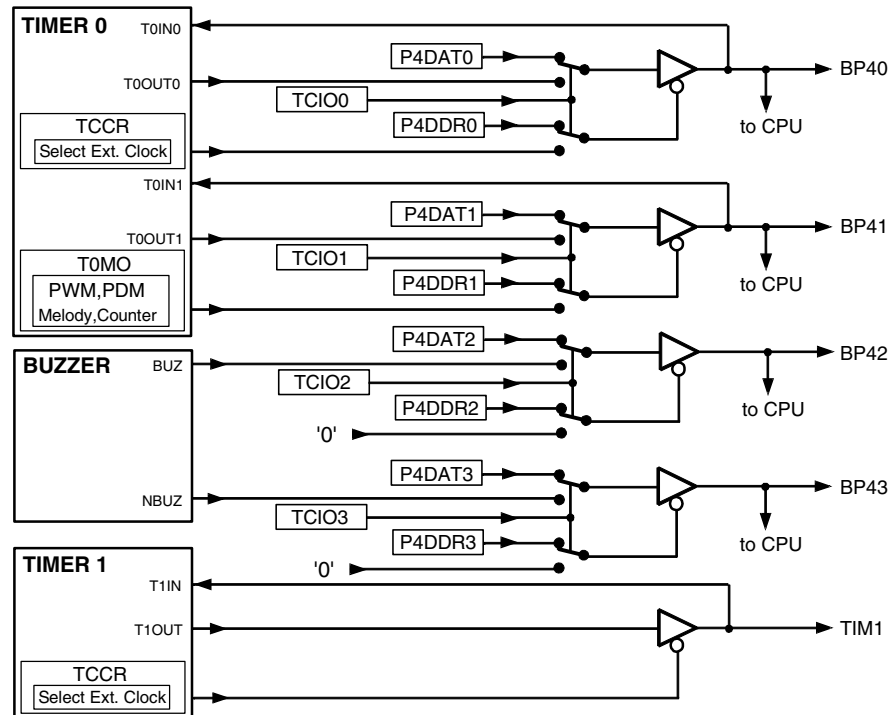 TIMER 0
T0IN0
P4DAT0
T0OUT0
BP40
TCIO0
TCCR
Select Ext. Clock
P4DDR0
to CPU
T0IN1
P4DAT1
T0OUT1
BP41
TCIO1
T0MO
PWM,PDM
Melody,Counter
P4DDR1
to CPU
P4DAT2
BUZZER
BUZ
BP42
TCIO2
P4DDR2
to CPU
'0'
P4DAT3
NBUZ
BP43
TCIO3
P4DDR3
to CPU
'0'
TIMER 1
T1IN
T1OUT
TIM1
TCCR
Select Ext. Clock